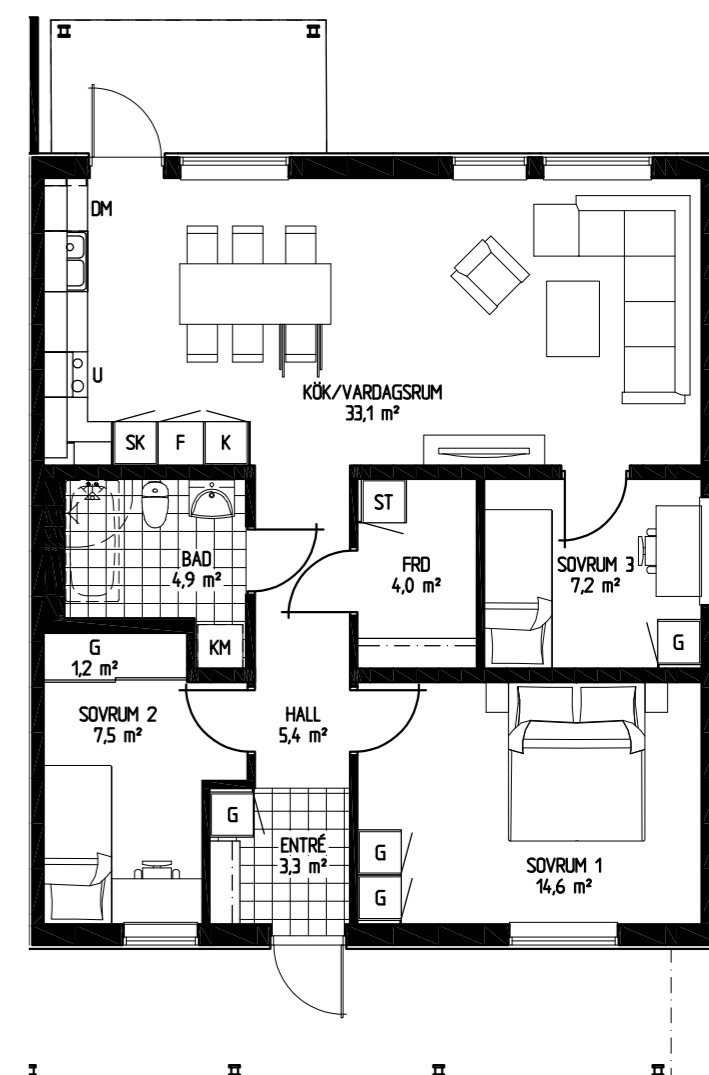 DM
U
KÖK/VARDAGSRUM
33,1 m²
SK F K
ST
BAD
4,9 m²
FRD
4,0 m²
SOVRUM 3
7,2 m²
KM
G
G
1,2 m²
SOVRUM 2
7,5 m²
HALL
5,4 m²
G
ENTRÉ
3,3 m²
G
G
SOVRUM 1
14,6 m²